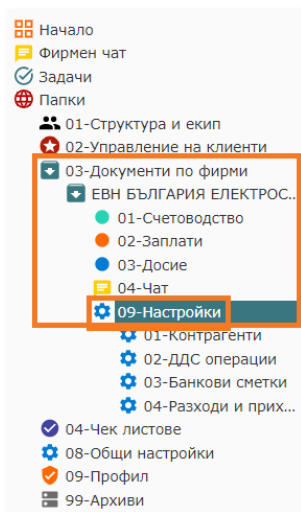 Начало
Фирмен чат
Задачи
Папки
01-Структура и екип
02-Управление на клиенти
03-Документи по фирми
ЕВН БЪЛГАРИЯ ЕЛЕКТРОС...
01-Счетоводство
02-Заплати
03-Досие
04-Чат
09-Настройки
01-Контрагенти
02-ДДС операции
03-Банкови сметки
04-Разходи и прих...
04-Чек листове
08-Общи настройки
09-Профил
99-Архиви